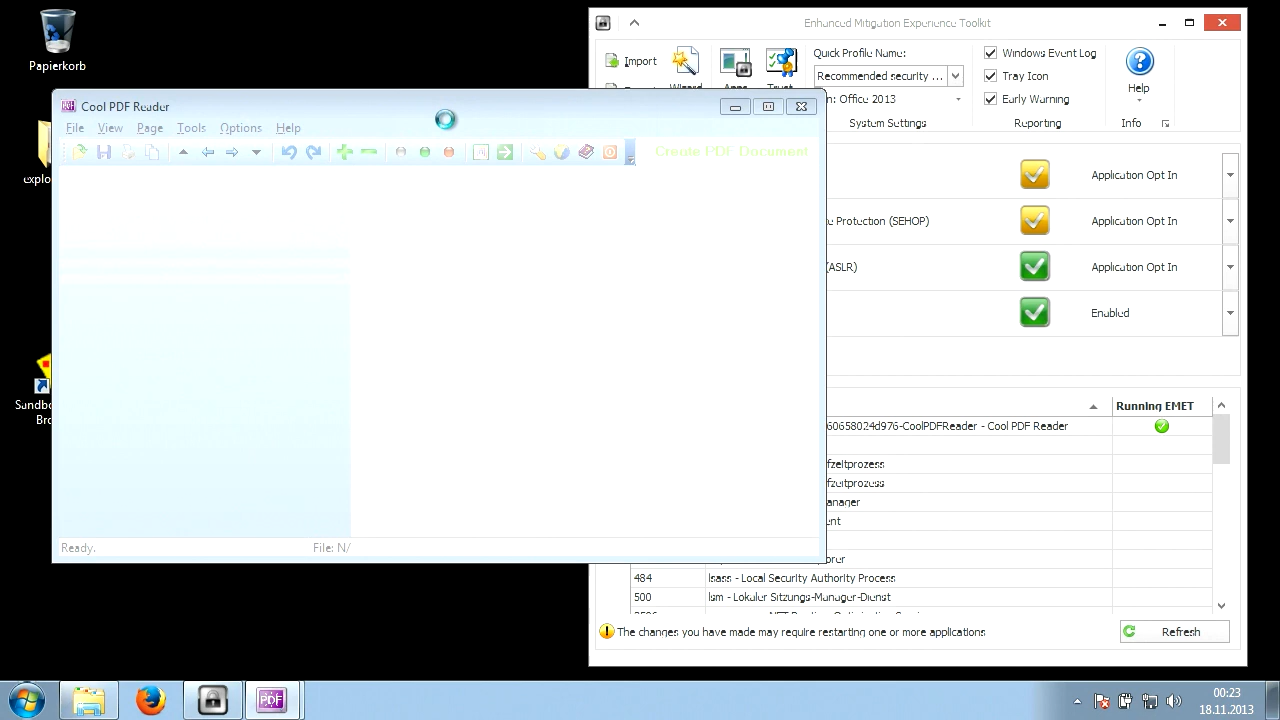 Papierkorb
explo
Sandbo
Bro
Cool PDF Reader
File View Page Tools Options Help
Create PDF Document
Ready.
File: N/
Enhanced Mitigation Experience Toolkit
Import
Quick Profile Name:
Recommended security ...
n: Office 2013
System Settings
Windows Event Log
Tray Icon
Early Warning
Reporting
Help
Info
Application Opt In
e Protection (SEHOP)
Application Opt In
(ASLR)
Application Opt In
Enabled
Running EMET
60658024d976-CoolPDFReader - Cool PDF Reader
fzeitprozess
fzeitprozess
anager
ent
orer
484 lsass - Local Security Authority Process
500 lsm - Lokaler Sitzungs-Manager-Dienst
The changes you have made may require restarting one or more applications
Refresh
PDF
00:23
18.11.2013